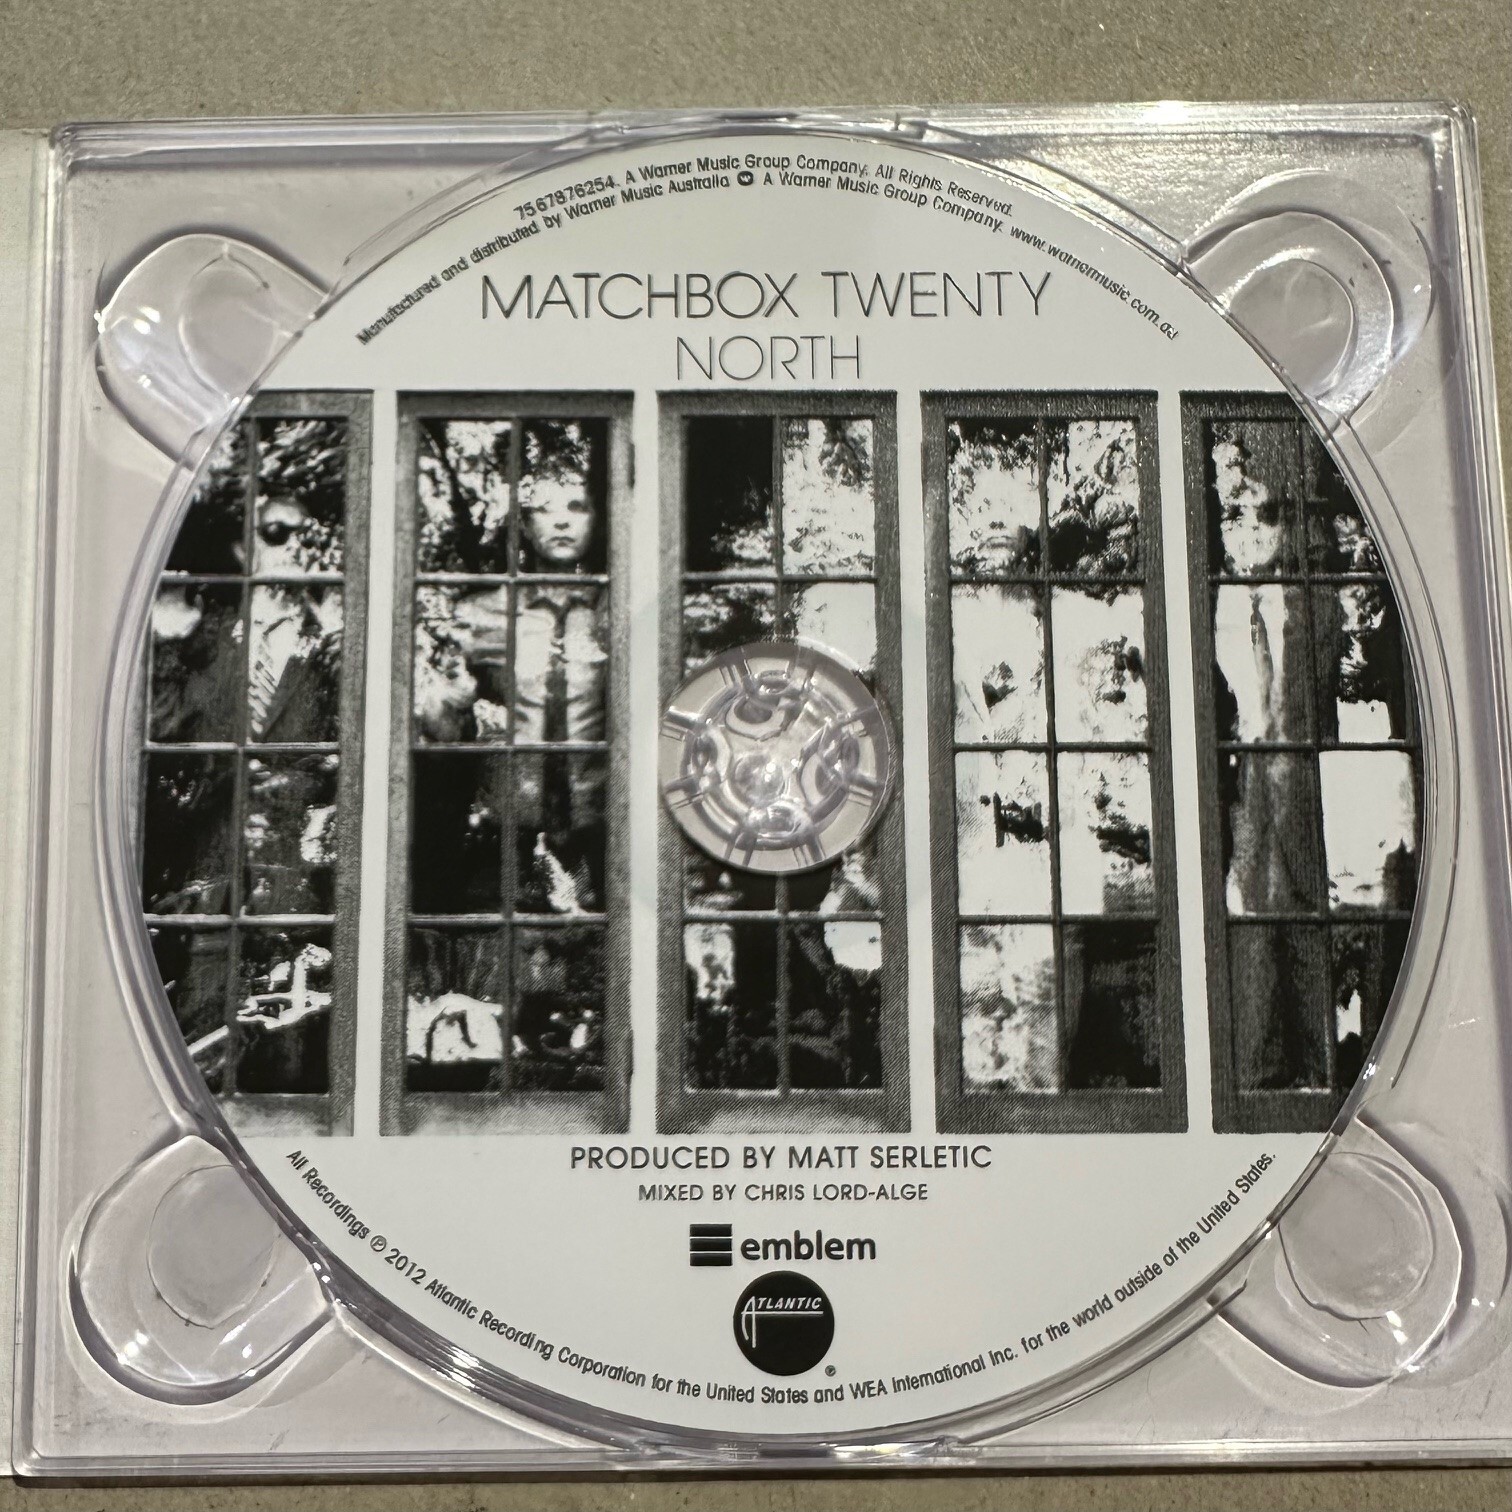 7567876254. A Warner Music Group Company. All Rights Reserved.
Manufactured and distributed by Warner Music Australia A Warner Music Group Company. www.warnermusic.com.au
MATCHBOX TWENTY
NORTH
PRODUCED BY MATT SERLETIC
MIXED BY CHRIS LORD-ALGE
emblem
ATLANTIC
®
All Recordings ℗ 2012 Atlantic Recording Corporation for the United States and WEA International Inc. for the world outside of the United States.